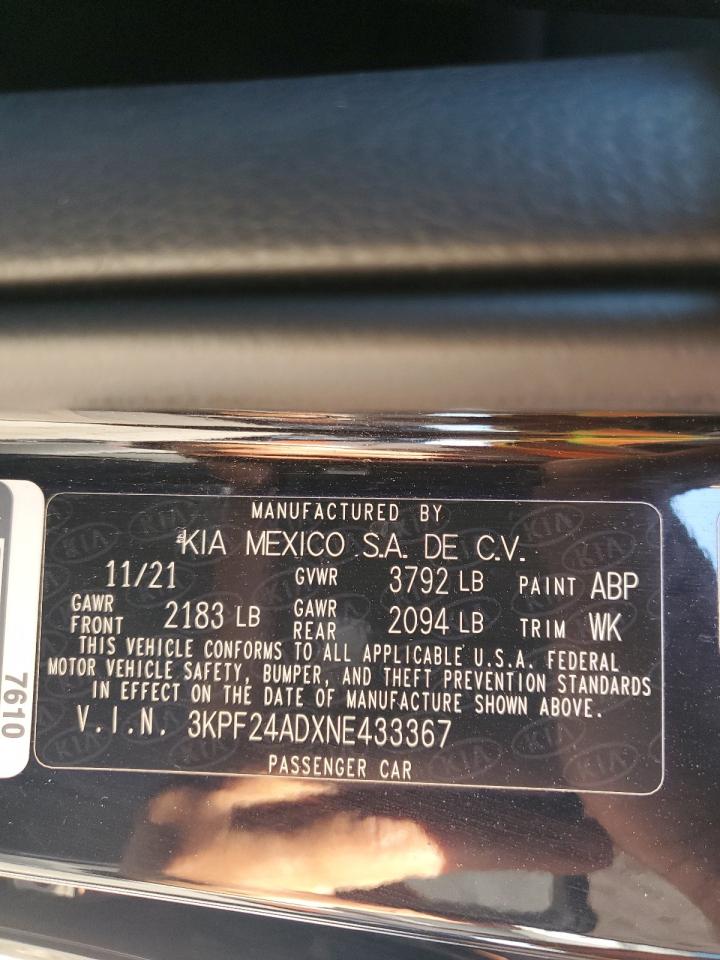 MANUFACTURED BY
KIA MEXICO S.A. DE C.V.
11/21 GVWR 3792 LB PAINT ABP
GAWR FRONT 2183 LB GAWR REAR 2094 LB TRIM WK
THIS VEHICLE CONFORMS TO ALL APPLICABLE U.S.A. FEDERAL
MOTOR VEHICLE SAFETY, BUMPER, AND THEFT PREVENTION STANDARDS
IN EFFECT ON THE DATE OF MANUFACTURE SHOWN ABOVE.
V.I.N. 3KPF24ADXNE433367
PASSENGER CAR
7610